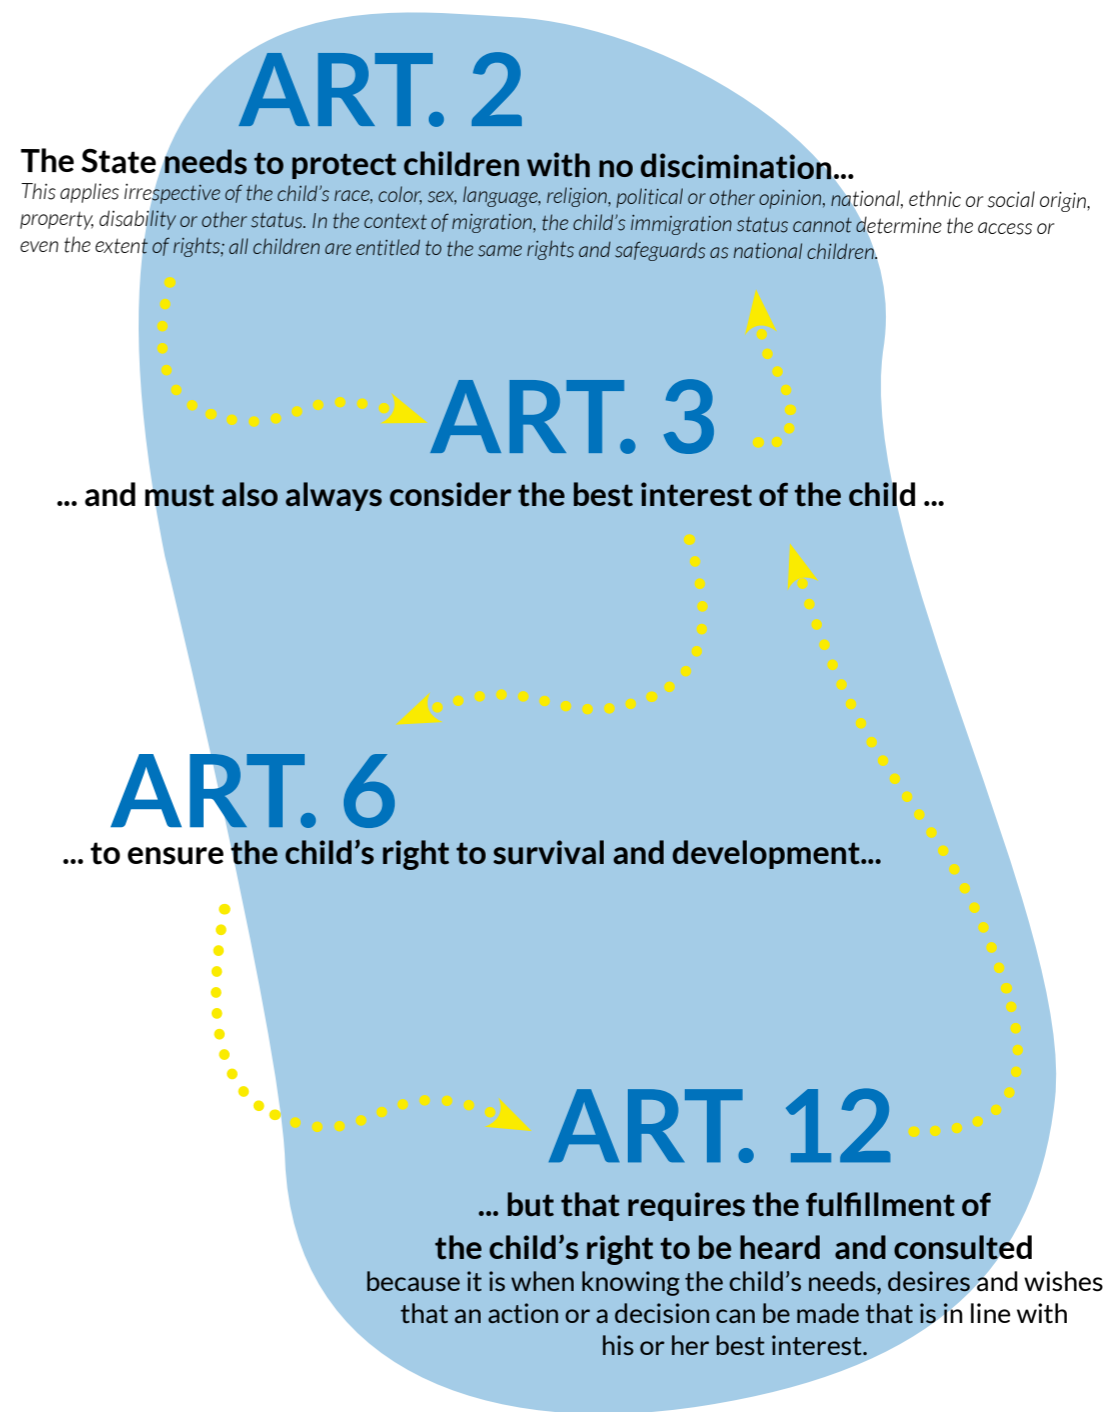 ART. 2
The State needs to protect children with no discimination...
This applies irrespective of the child's race, color, sex, language, religion, political or other opinion, national, ethnic or social origin,
property, disability or other status. In the context of migration, the child's immigration status cannot determine the access or
even the extent of rights; all children are entitled to the same rights and safeguards as national children.
ART. 3
... and must also always consider the best interest of the child ...
ART. 6
... to ensure the child's right to survival and development...
ART. 12
... but that requires the fulfillment of
the child's right to be heard and consulted
because it is when knowing the child's needs, desires and wishes
that an action or a decision can be made that is in line with
his or her best interest.